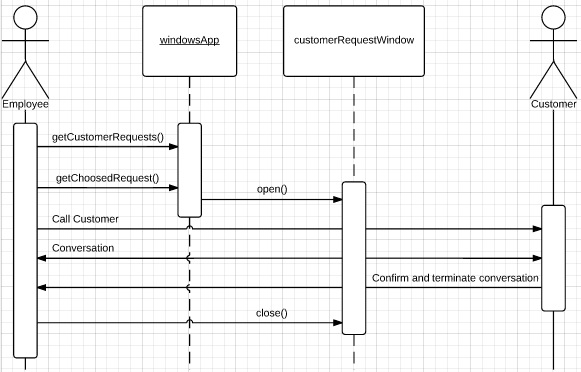 windowsApp
customerRequestWindow
Employee
Customer
getCustomerRequests()
getChoosedRequest()
open()
Call Customer
Conversation
Confirm and terminate conversation
close()